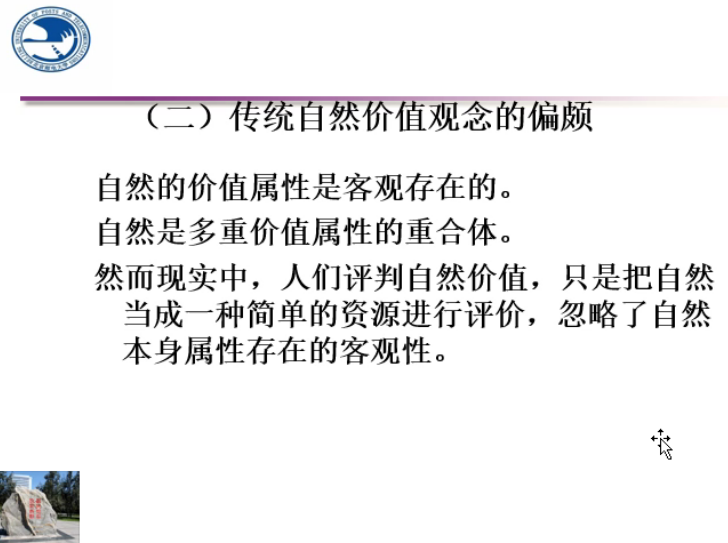 （二）传统自然价值观念的偏颇
自然的价值属性是客观存在的。
自然是多重价值属性的重合体。
然而现实中，人们评判自然价值，只是把自然
当成一种简单的资源进行评价，忽略了自然
本身属性存在的客观性。